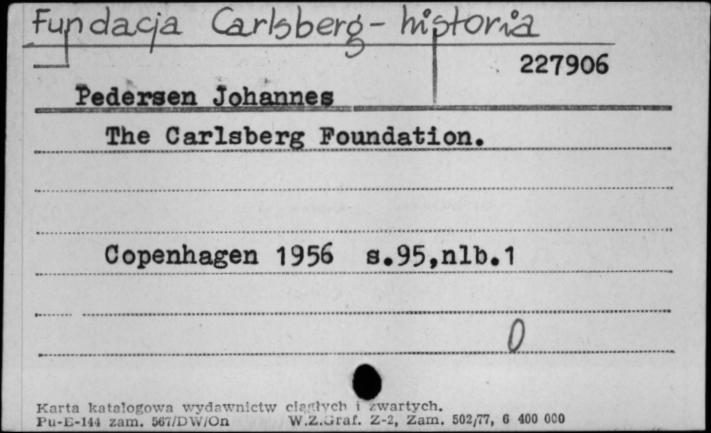 Fundacja Carlsberg - historia
227906
Pedersen Johannes
The Carlsberg Foundation.
Copenhagen 1956 s.95,nlb.1
0
Karta katalogowa wydawnictw ciągłych i zwartych.
Pu-E-144 zam. 567/DW/On W.Z.Graf. Z-2, Zam. 502/77, 6 400 000